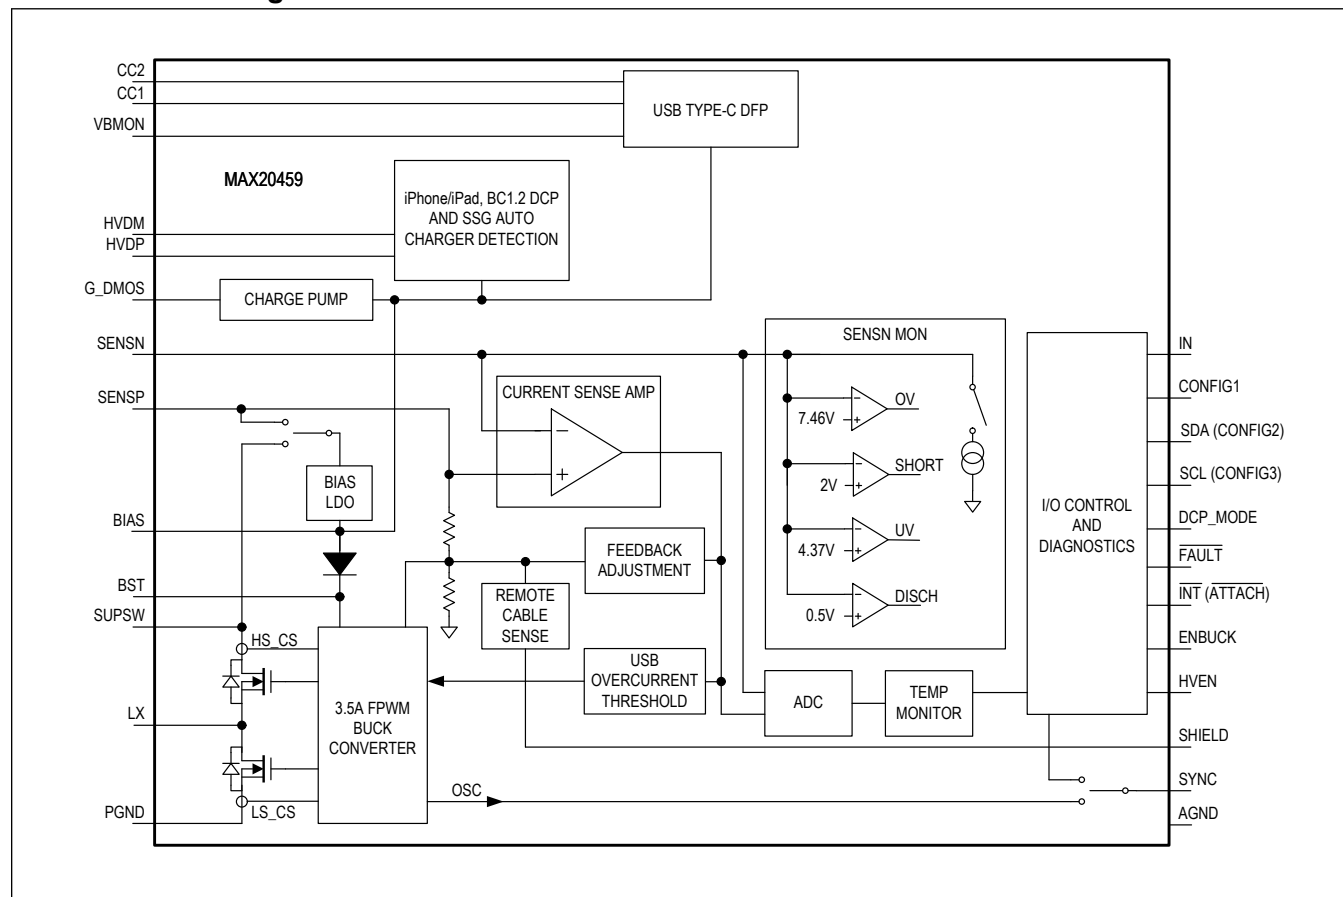 CC2
CC1
VBMON
USB TYPE-C DFP
MAX20459
iPhone/iPad, BC1.2 DCP
AND SSG AUTO
CHARGER DETECTION
HVDM
HVDP
G_DMOS
CHARGE PUMP
SENSN
SENSP
CURRENT SENSE AMP
−
+
BIAS
LDO
BIAS
BST
SUPSW
HS_CS
LX
PGND
LS_CS
3.5A FPWM
BUCK
CONVERTER
FEEDBACK
ADJUSTMENT
REMOTE
CABLE
SENSE
USB
OVERCURRENT
THRESHOLD
OSC
SENSN MON
−
+
OV
7.46V
−
+
SHORT
2V
−
+
UV
4.37V
−
+
DISCH
0.5V
ADC
TEMP
MONITOR
I/O CONTROL
AND
DIAGNOSTICS
IN
CONFIG1
SDA (CONFIG2)
SCL (CONFIG3)
DCP_MODE
FAULT
INT (ATTACH)
ENBUCK
HVEN
SHIELD
SYNC
AGND